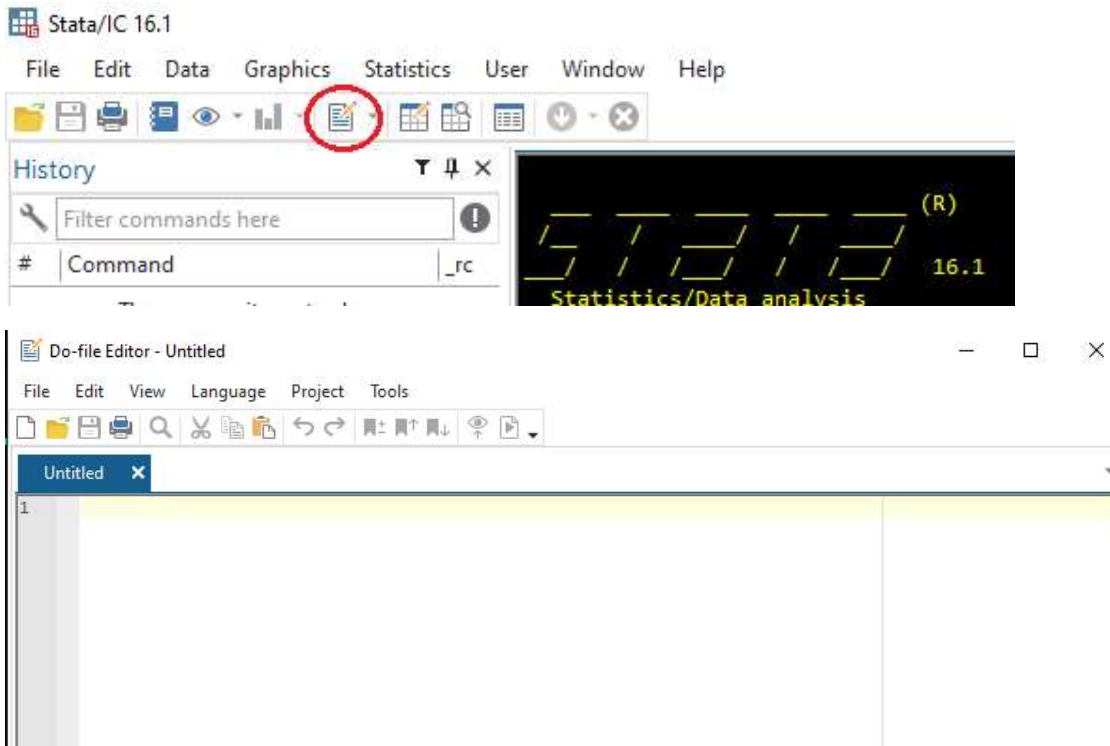 Stata/IC 16.1
File Edit Data Graphics Statistics User Window Help
History
Filter commands here
# Command _rc
(R)
STATA
16.1
Statistics/Data analysis
Do-file Editor - Untitled
File Edit View Language Project Tools
Untitled
1